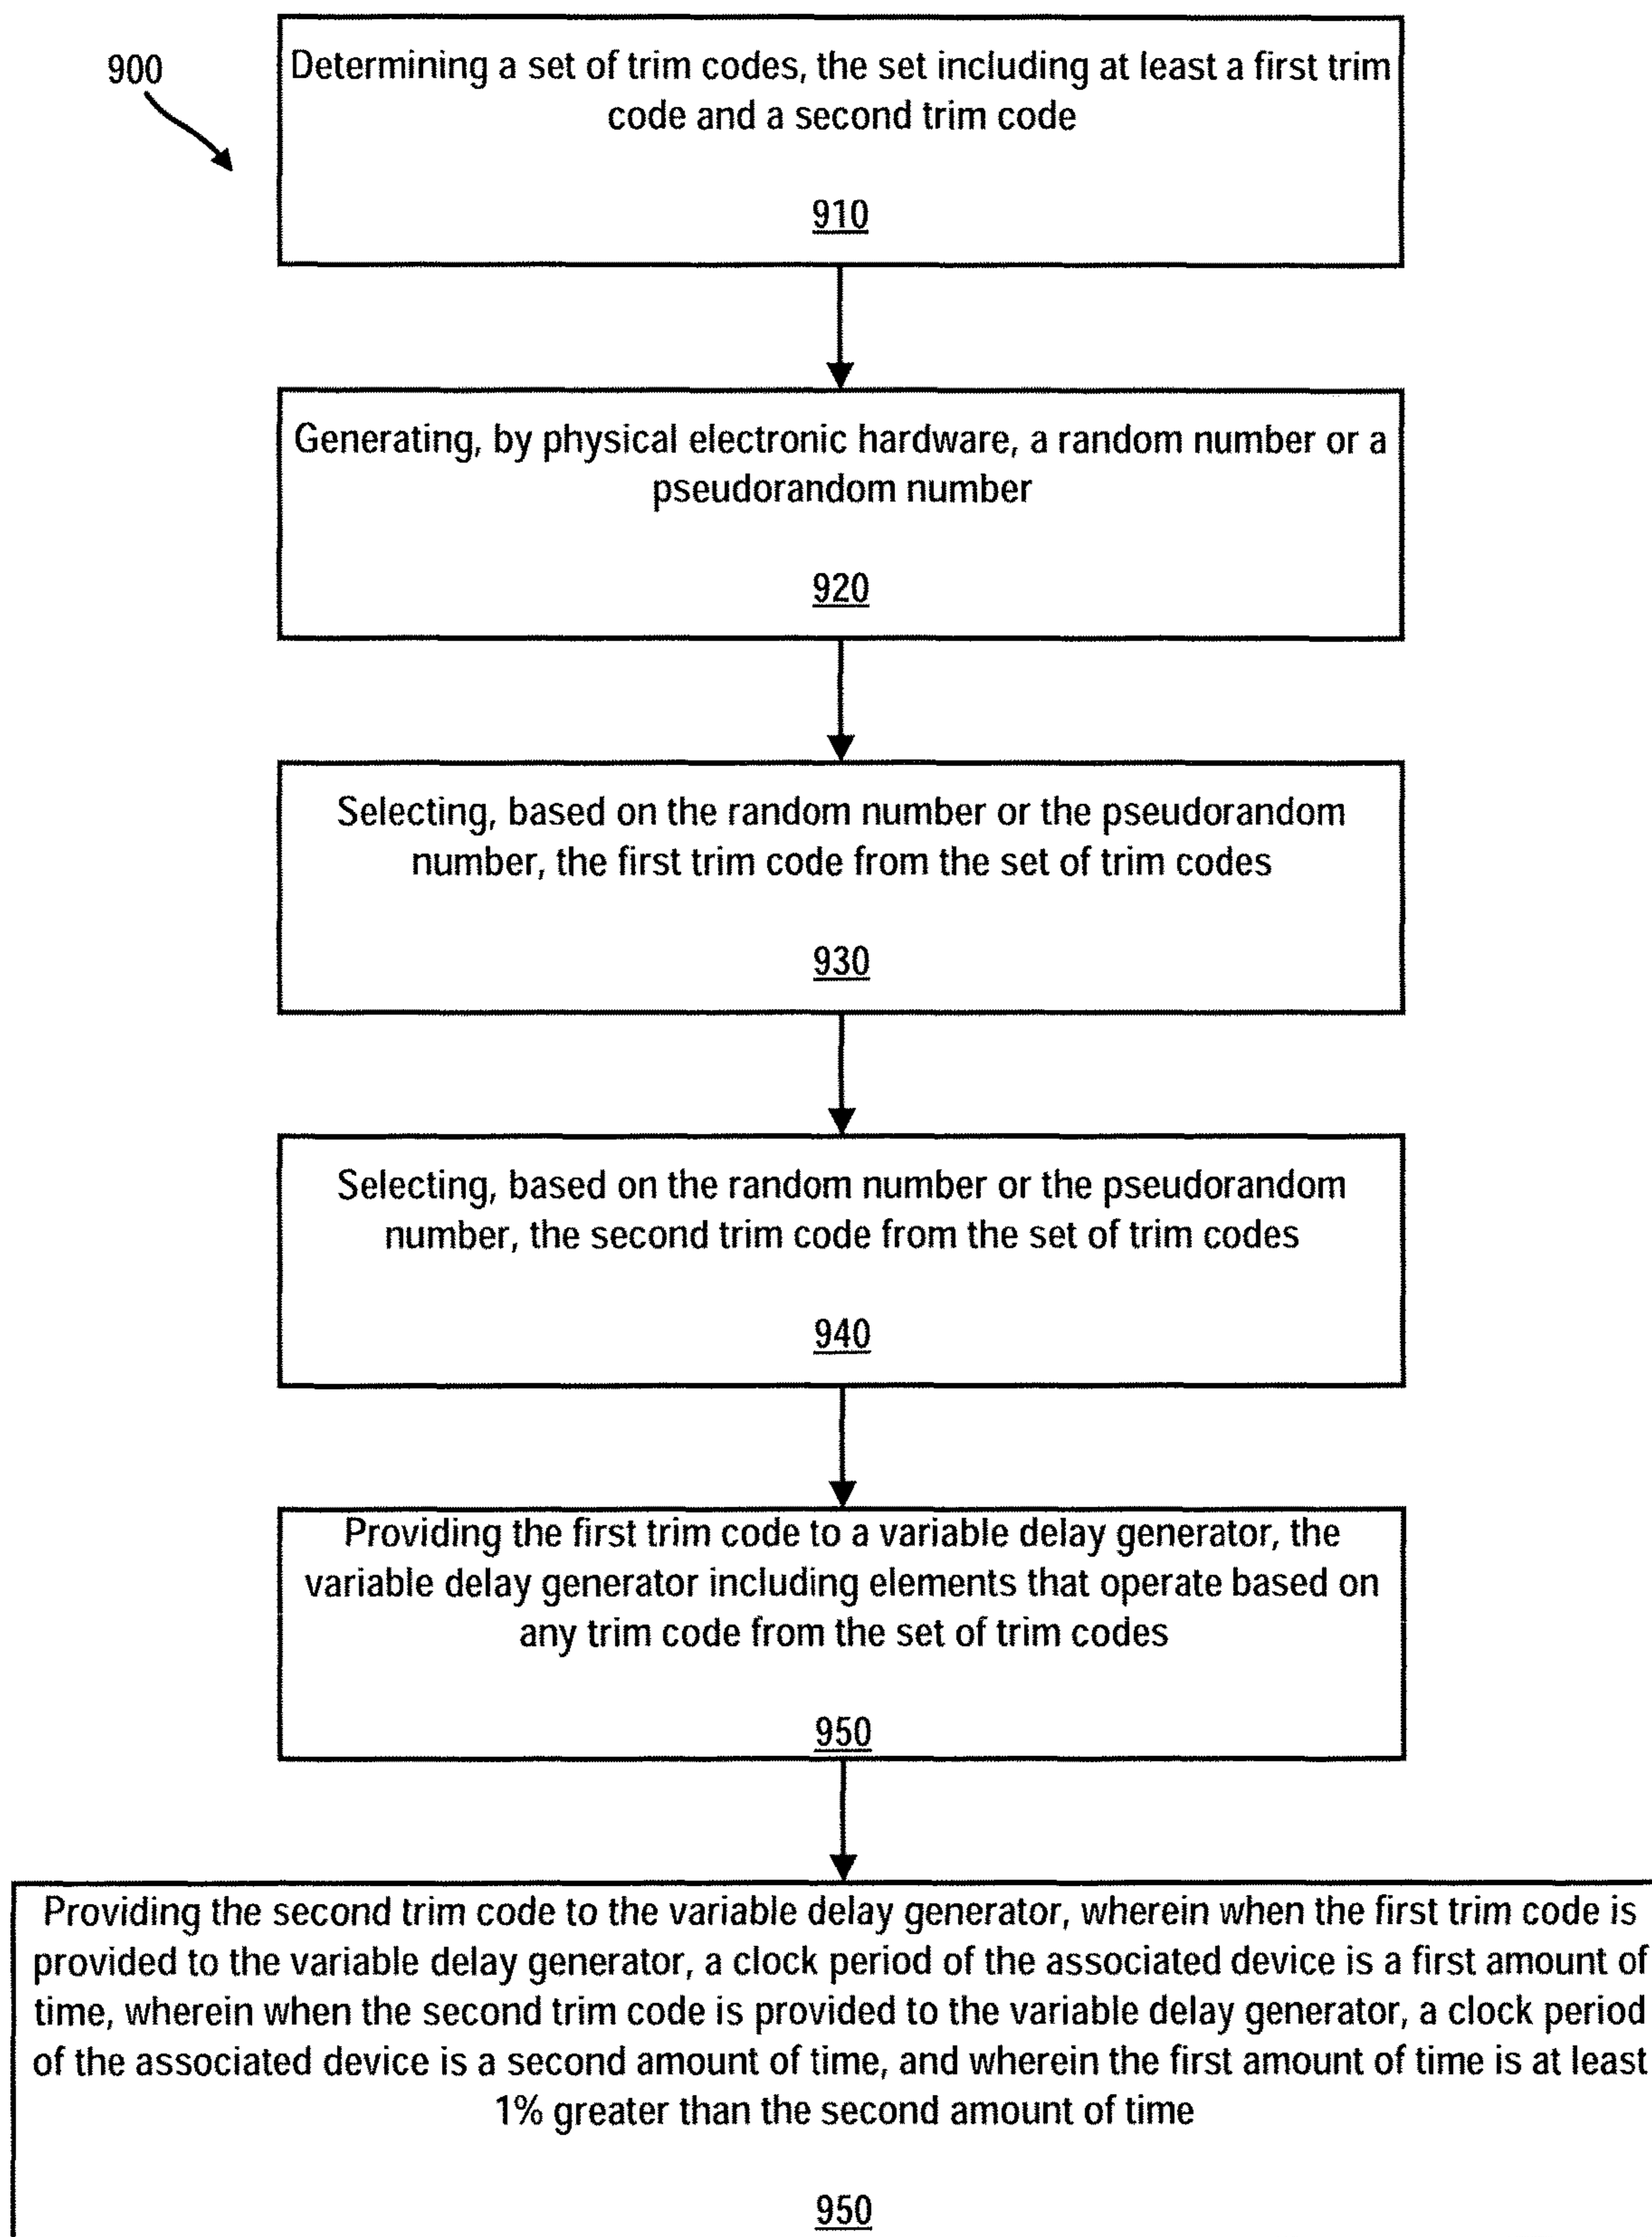 900
Determining a set of trim codes, the set including at least a first trim
code and a second trim code
910
Generating, by physical electronic hardware, a random number or a
pseudorandom number
920
Selecting, based on the random number or the pseudorandom
number, the first trim code from the set of trim codes
930
Selecting, based on the random number or the pseudorandom
number, the second trim code from the set of trim codes
940
Providing the first trim code to a variable delay generator, the
variable delay generator including elements that operate based on
any trim code from the set of trim codes
950
Providing the second trim code to the variable delay generator, wherein when the first trim code is
provided to the variable delay generator, a clock period of the associated device is a first amount of
time, wherein when the second trim code is provided to the variable delay generator, a clock period
of the associated device is a second amount of time, and wherein the first amount of time is at least
1% greater than the second amount of time
950